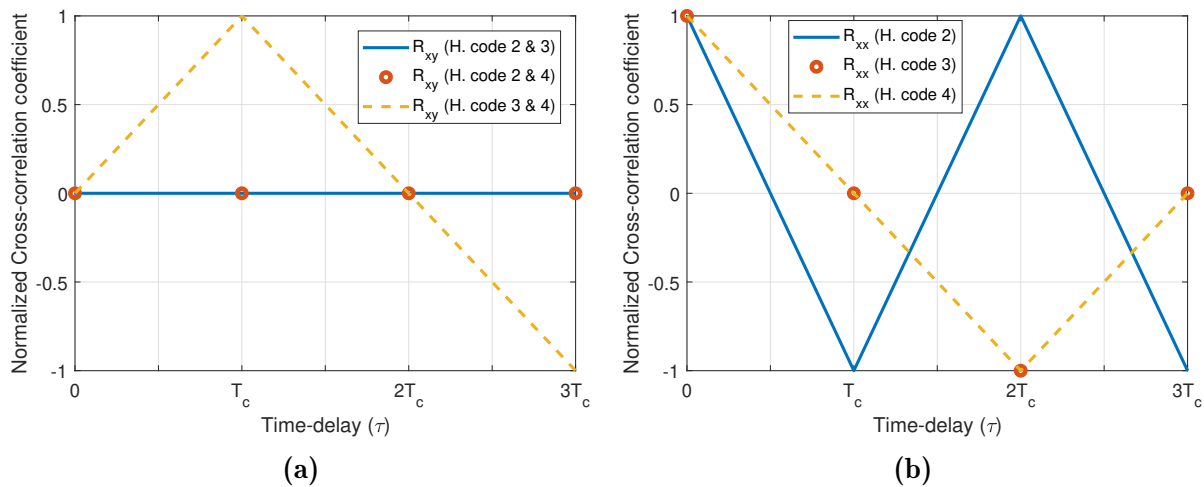 Normalized Cross-correlation coefficient
1
0.5
0
-0.5
-1
R_xy (H. code 2 & 3)
R_xy (H. code 2 & 4)
R_xy (H. code 3 & 4)
0 T_c 2T_c 3T_c
Time-delay (τ)
(a)
Normalized Cross-correlation coefficient
1
0.5
0
-0.5
-1
R_xx (H. code 2)
R_xx (H. code 3)
R_xx (H. code 4)
0 T_c 2T_c 3T_c
Time-delay (τ)
(b)